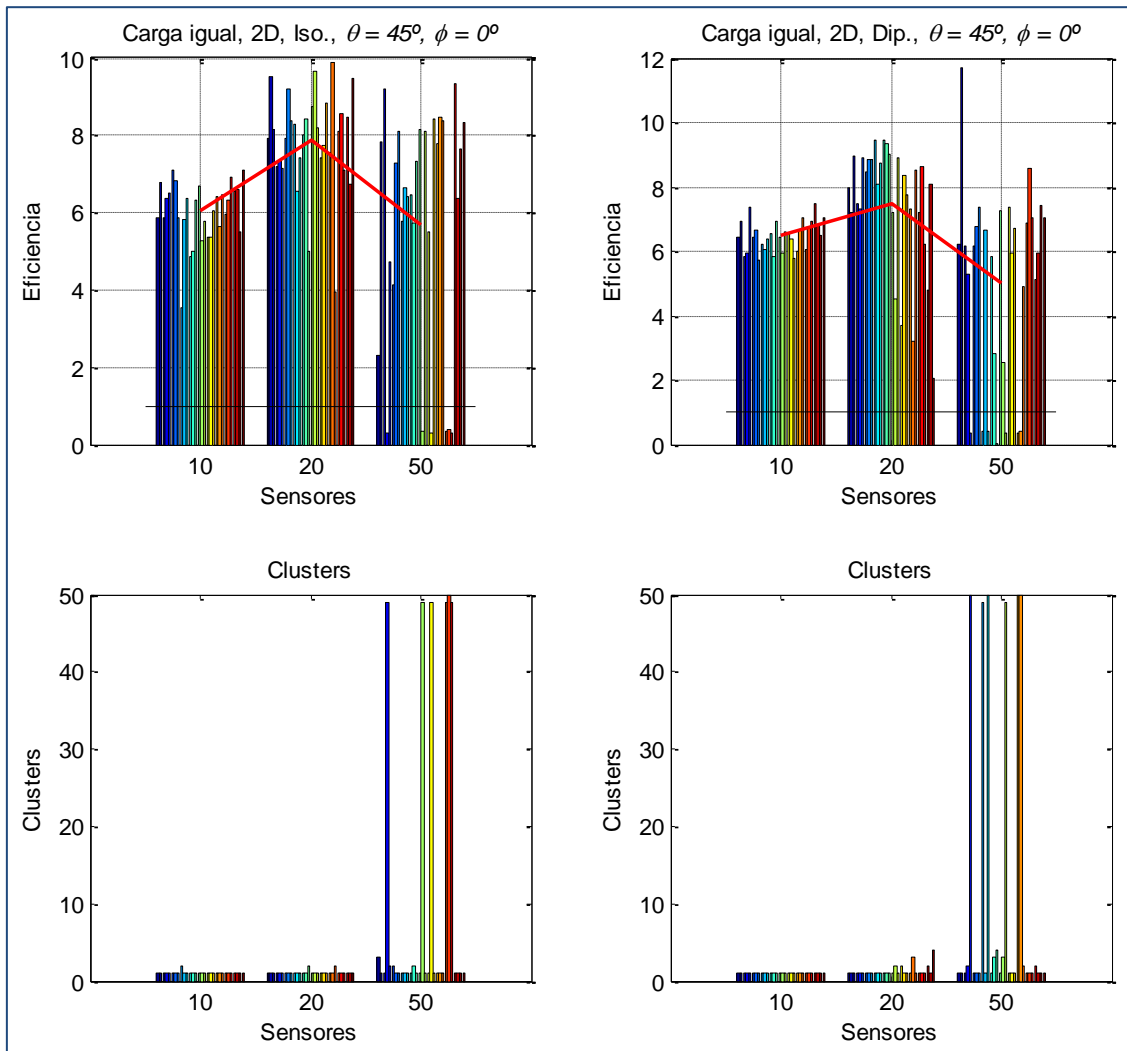 Carga igual, 2D, Iso., θ = 45º, ϕ = 0º
10
8
6
4
2
0
Eficiencia
10 20 50
Sensores
Carga igual, 2D, Dip., θ = 45º, ϕ = 0º
12
10
8
6
4
2
0
Eficiencia
10 20 50
Sensores
Clusters
50
40
30
20
10
0
Clusters
10 20 50
Sensores
Clusters
50
40
30
20
10
0
Clusters
10 20 50
Sensores